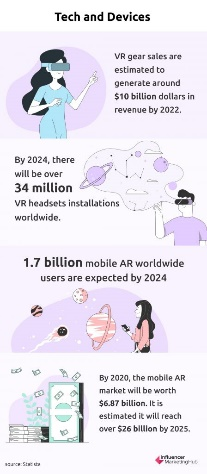 Tech and Devices
VR gear sales are
estimated to
generate around
$10 billion dollars in
revenue by 2022.
By 2024, there
will be over
34 million
VR headsets installations
worldwide.
1.7 billion mobile AR worldwide
users are expected by 2024
By 2020, the mobile AR
market will be worth
$6.87 billion. It is
estimated it will reach
over $26 billion by 2025.
source: Statista
Influencer
MarketingHub